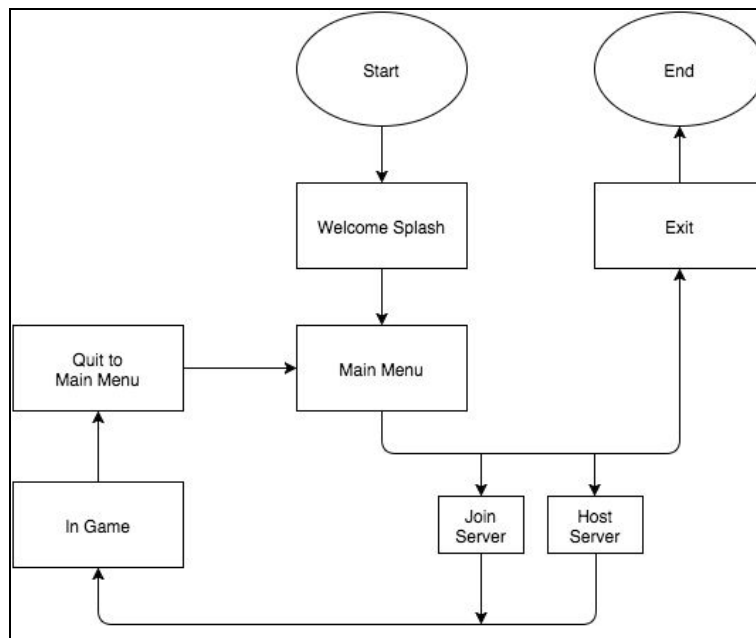 Start
End
Welcome Splash
Exit
Quit to
Main Menu
Main Menu
In Game
Join
Server
Host
Server